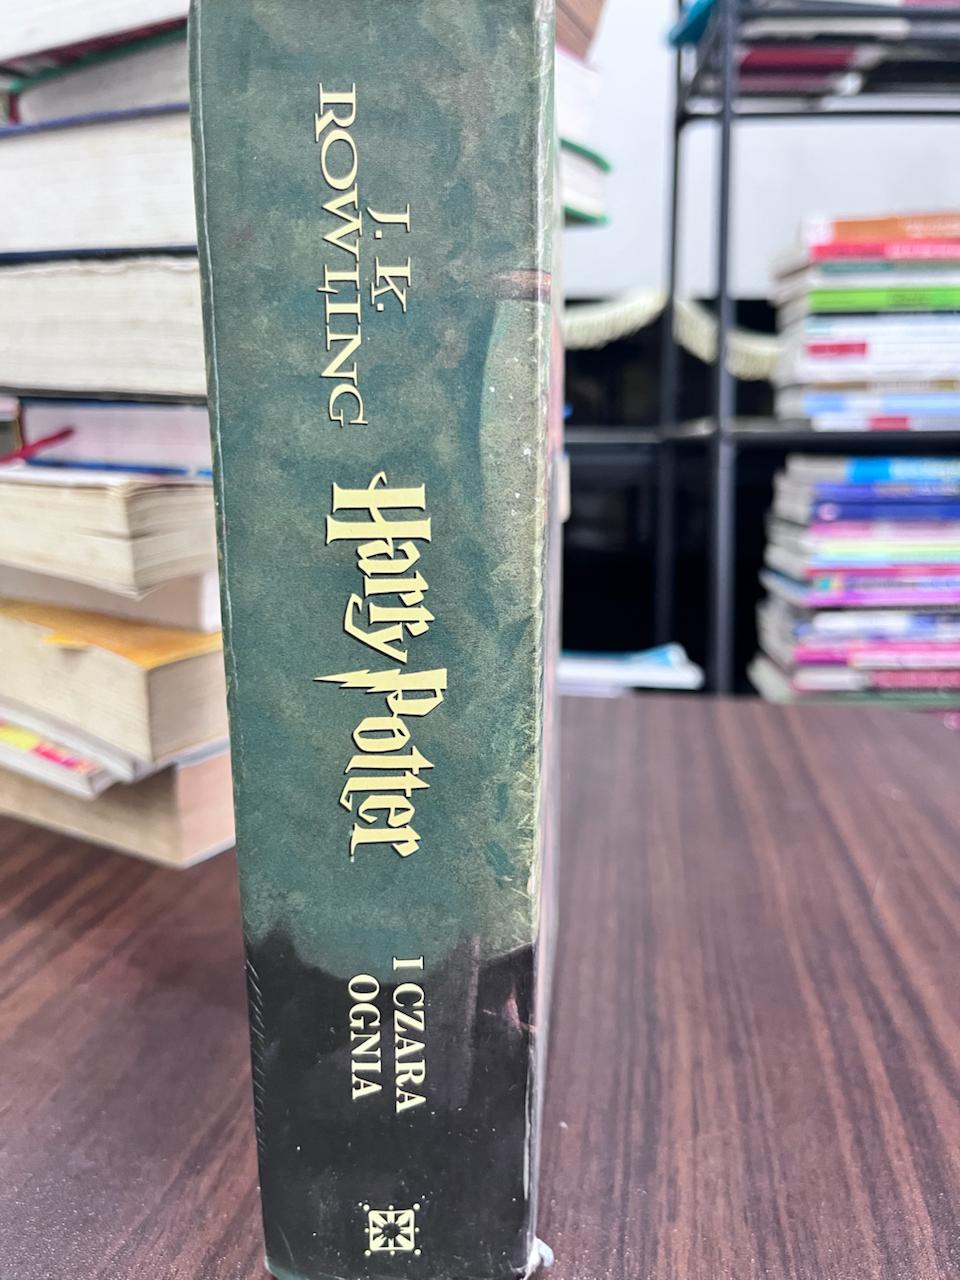 J. K.
ROWLING
Harry Potter
I CZARA
OGNIA